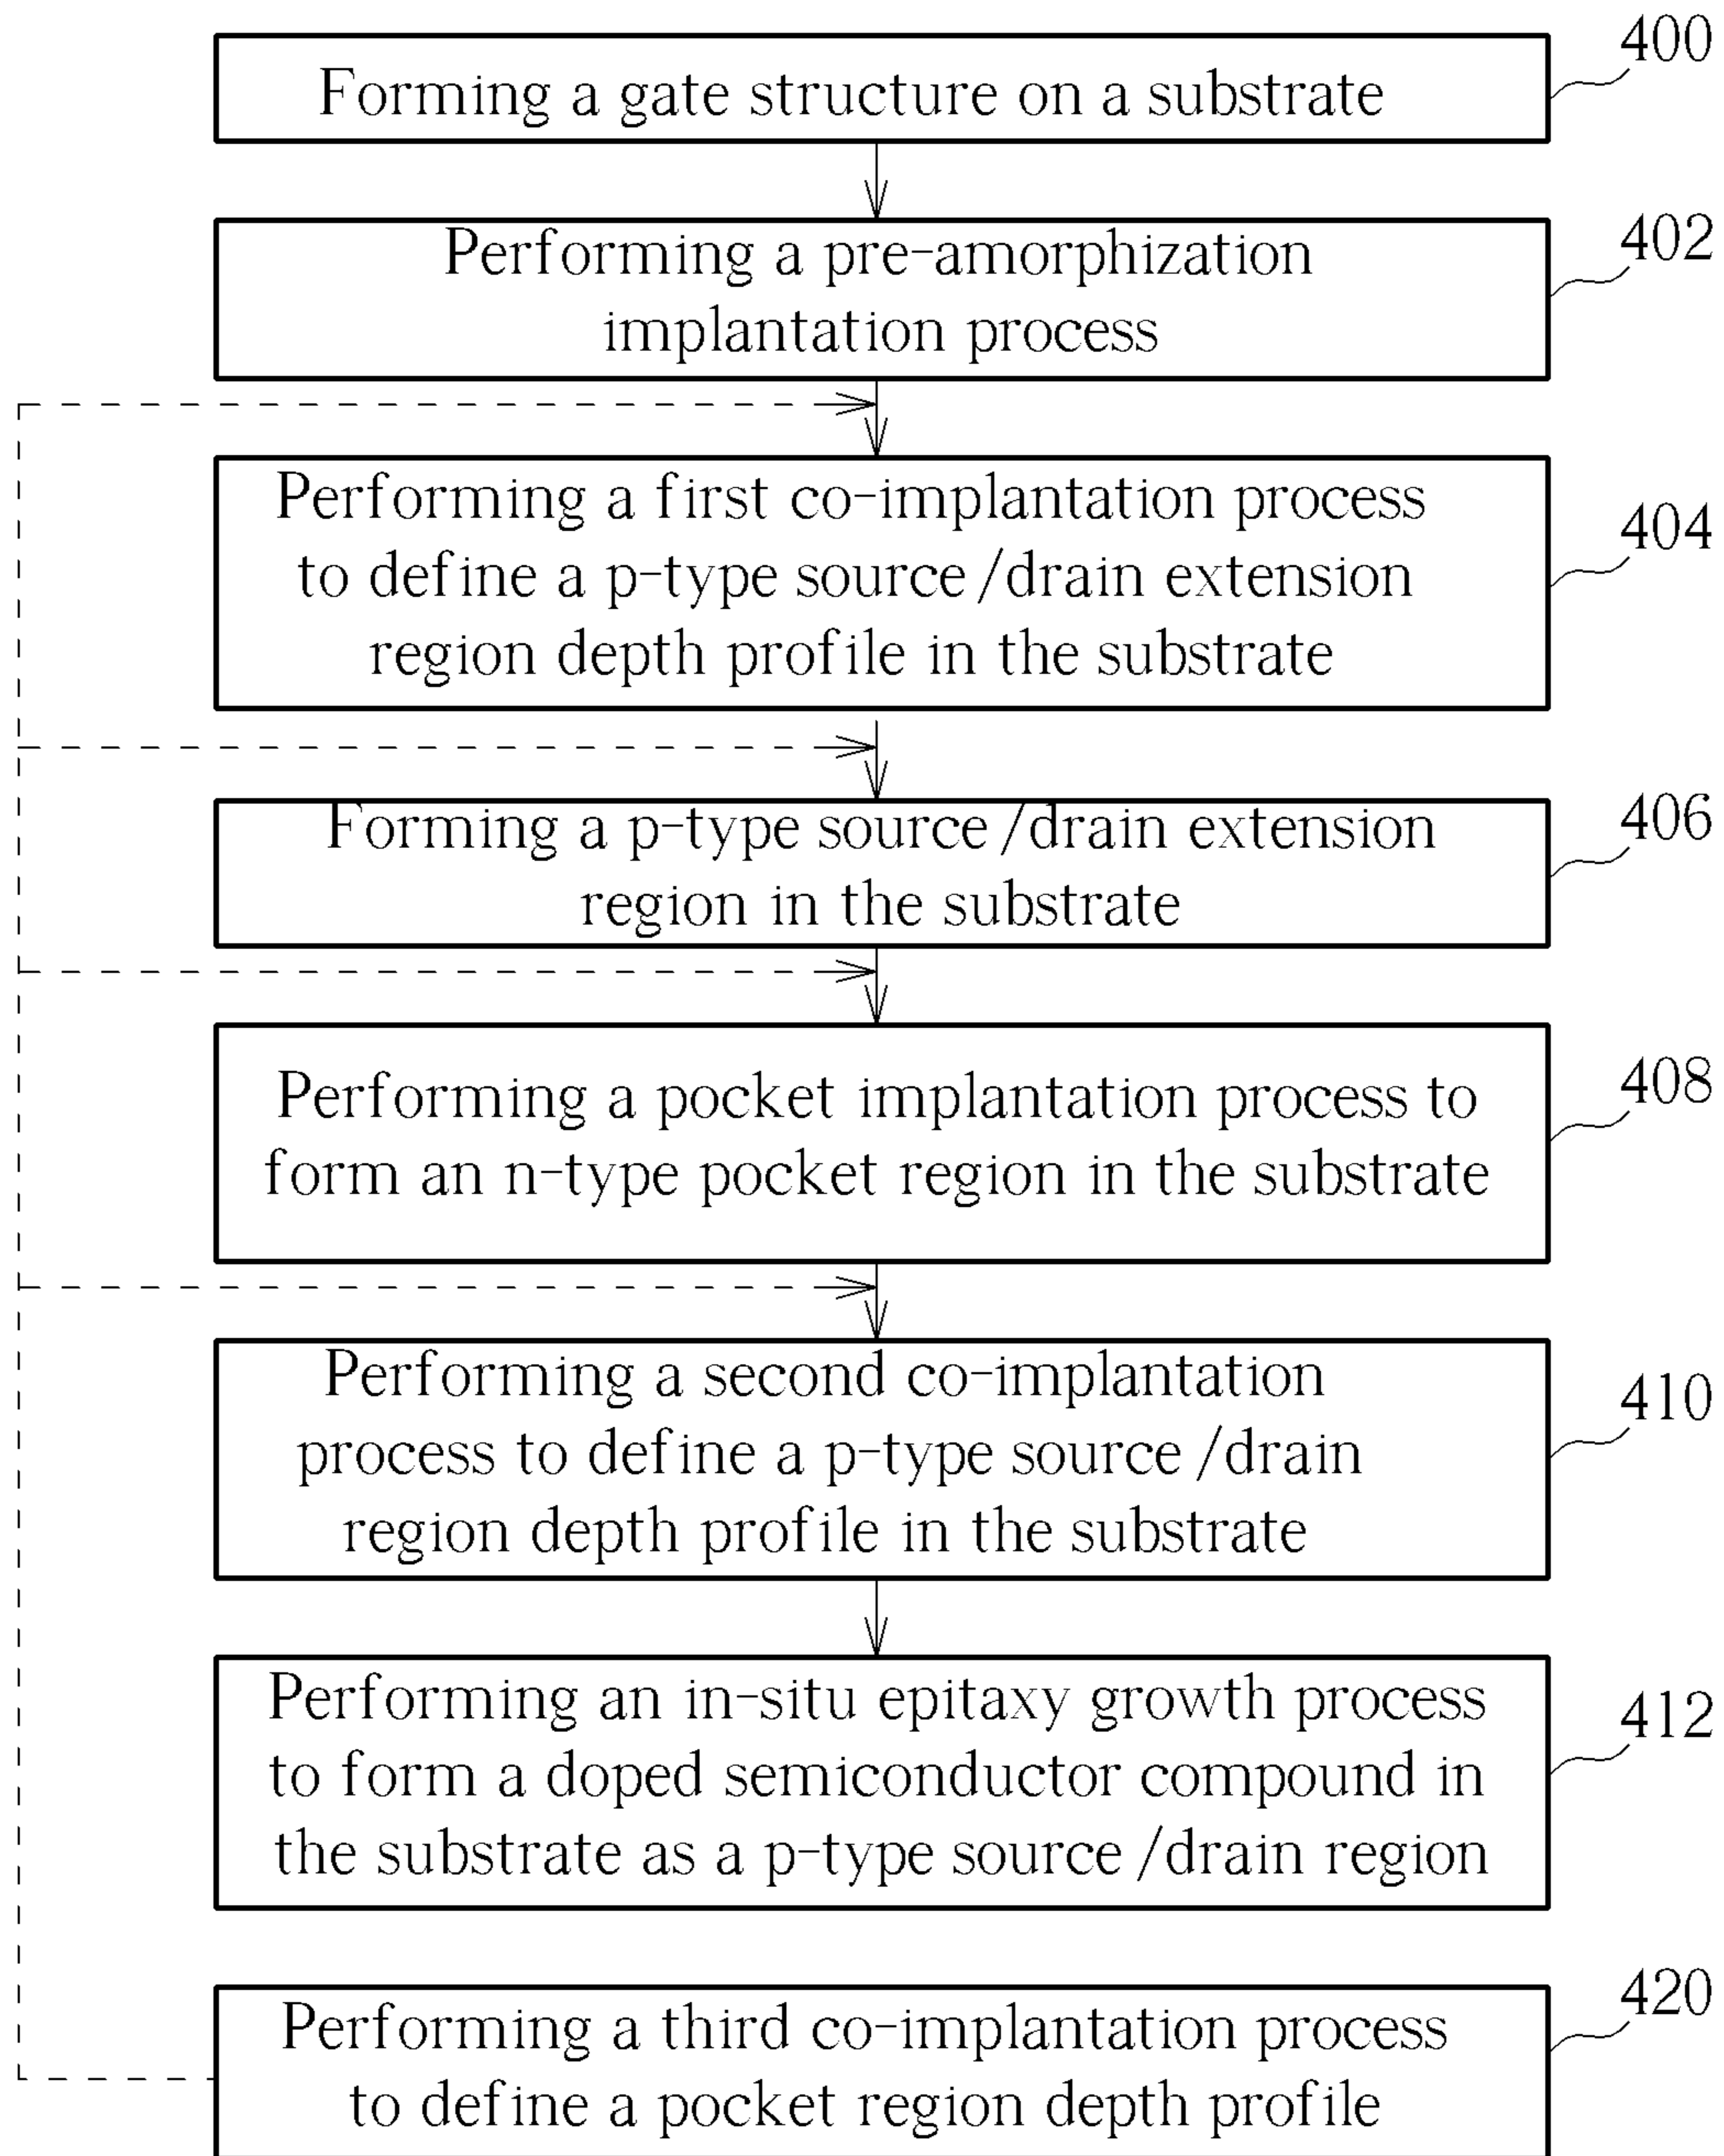 400
Forming a gate structure on a substrate
402
Performing a pre-amorphization
implantation process
404
Performing a first co-implantation process
to define a p-type source/drain extension
region depth profile in the substrate
406
Forming a p-type source/drain extension
region in the substrate
408
Performing a pocket implantation process to
form an n-type pocket region in the substrate
410
Performing a second co-implantation
process to define a p-type source/drain
region depth profile in the substrate
412
Performing an in-situ epitaxy growth process
to form a doped semiconductor compound in
the substrate as a p-type source/drain region
420
Performing a third co-implantation process
to define a pocket region depth profile